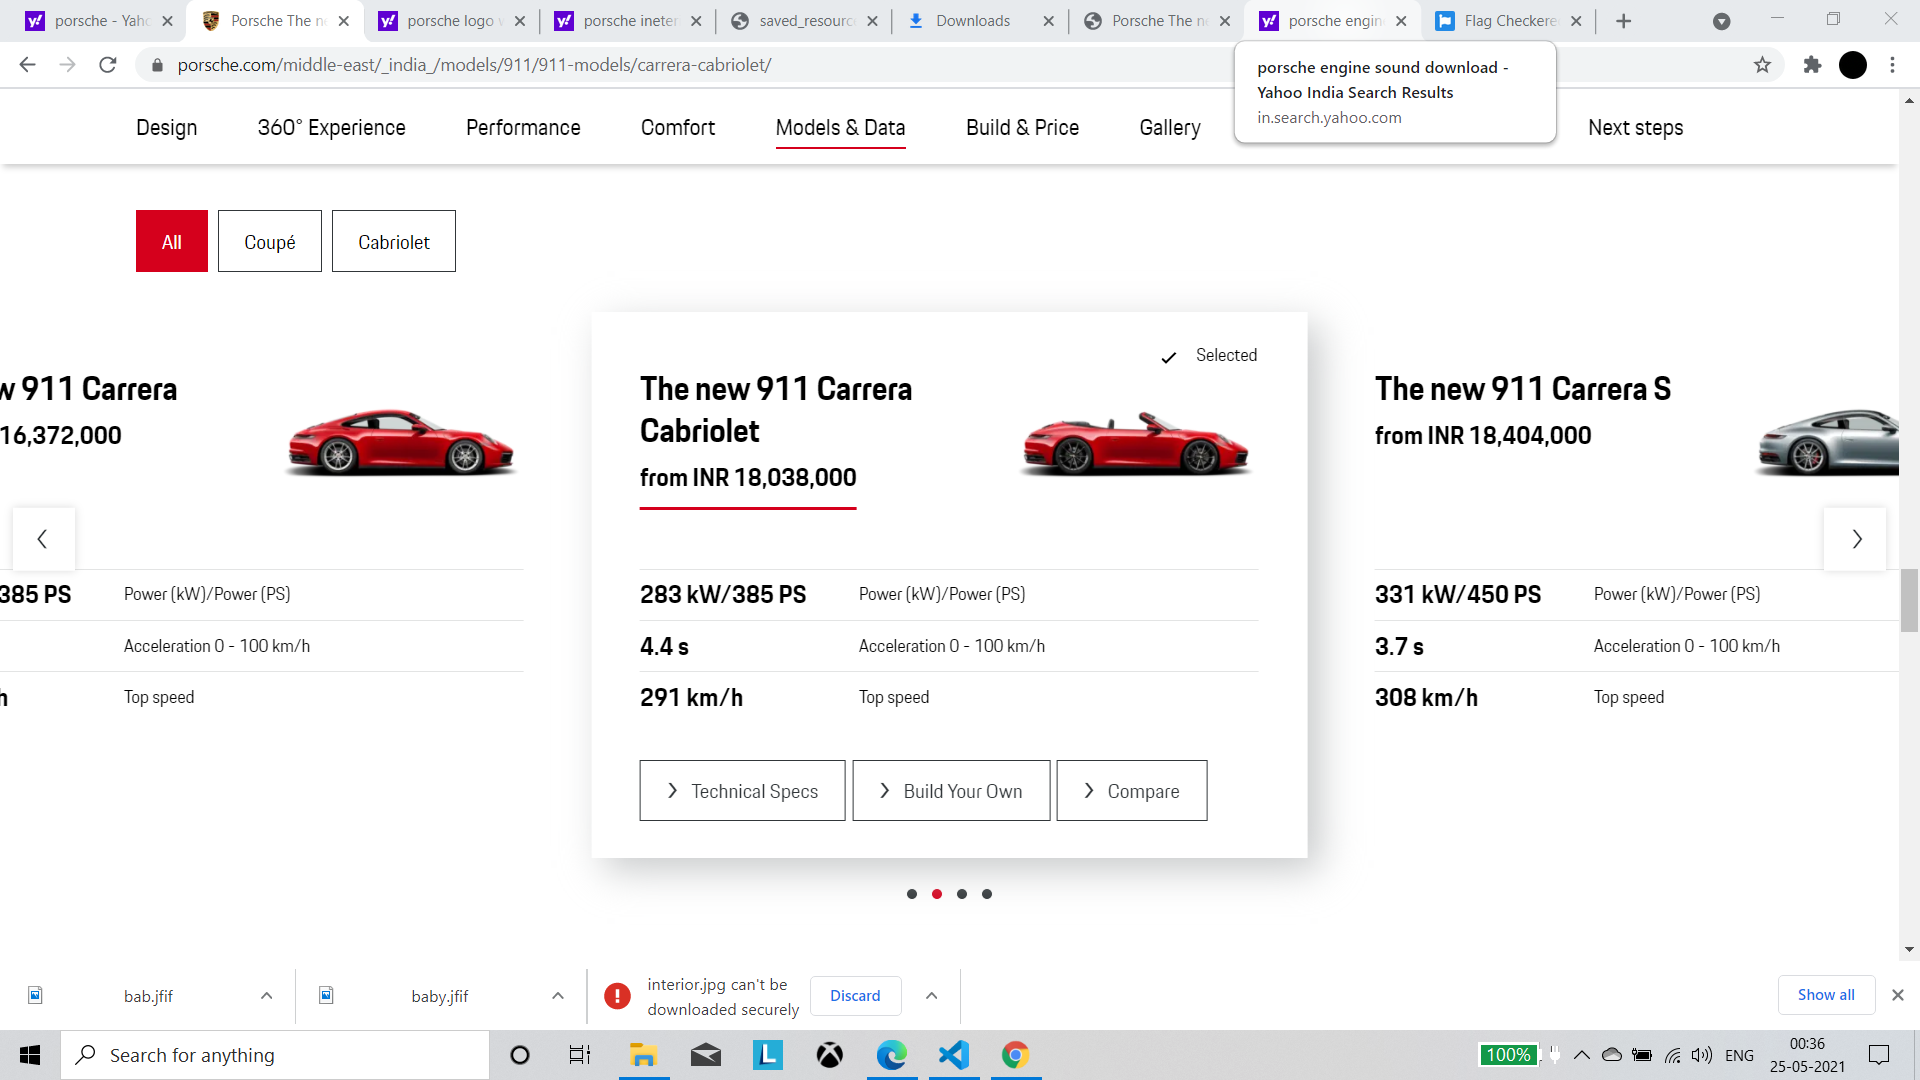 porsche - Yaho
Porsche The ne
porsche logo w
porsche ineter
saved_resourc
Downloads
Porsche The ne
porsche engin
Flag Checkere
porsche.com/middle-east/_india_/models/911/911-models/carrera-cabriolet/
porsche engine sound download -
Yahoo India Search Results
in.search.yahoo.com
Design
360° Experience
Performance
Comfort
Models & Data
Build & Price
Gallery
Next steps
All
Coupé
Cabriolet
w 911 Carrera
16,372,000
385 PS
Power (kW)/Power (PS)
Acceleration 0 - 100 km/h
h
Top speed
Selected
The new 911 Carrera
Cabriolet
from INR 18,038,000
283 kW/385 PS
Power (kW)/Power (PS)
4.4 s
Acceleration 0 - 100 km/h
291 km/h
Top speed
Technical Specs
Build Your Own
Compare
The new 911 Carrera S
from INR 18,404,000
331 kW/450 PS
Power (kW)/Power (PS)
3.7 s
Acceleration 0 - 100 km/h
308 km/h
Top speed
bab.jfif
baby.jfif
interior.jpg can't be
downloaded securely
Discard
Show all
Search for anything
100%
ENG
00:36
25-05-2021